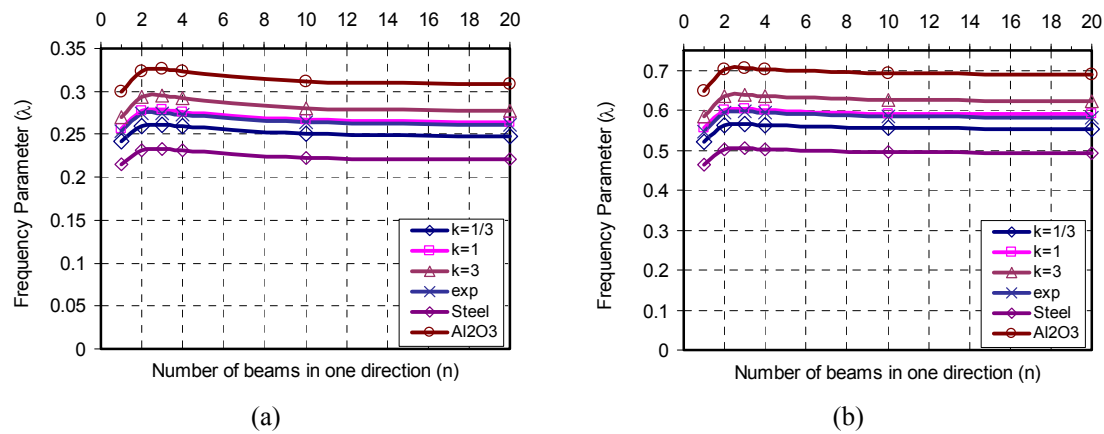 0 2 4 6 8 10 12 14 16 18 20
0.35
0.3
0.25
0.2
0.15
0.1
0.05
0
Frequency Parameter (λ)
k=1/3
k=1
k=3
exp
Steel
Al2O3
Number of beams in one direction (n)
(a)
0 2 4 6 8 10 12 14 16 18 20
0.7
0.6
0.5
0.4
0.3
0.2
0.1
0
Frequency Parameter (λ)
k=1/3
k=1
k=3
exp
Steel
Al2O3
Number of beams in one direction (n)
(b)